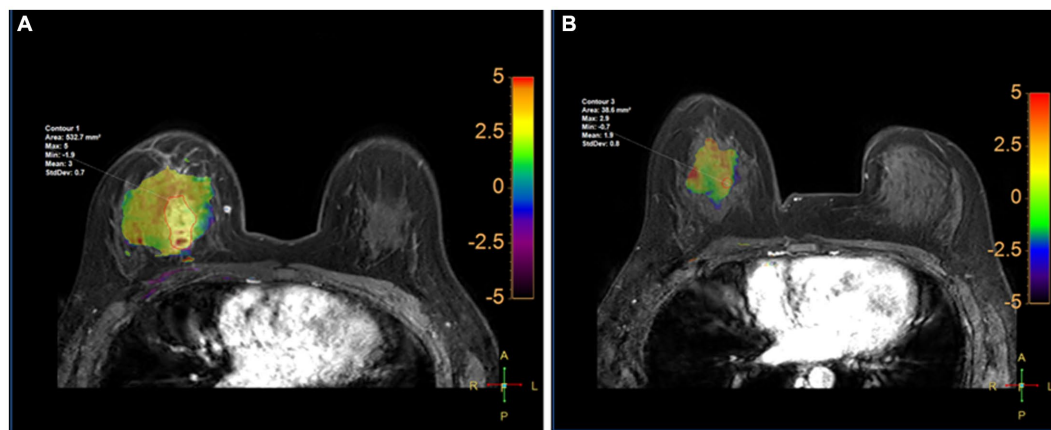 A
Contour 1
Area: 532.7 mm²
Max: 5
Min: -1.9
Mean: 3
StdDev: 0.7
5
2.5
0
-2.5
-5
A
R
L
P
B
Contour 3
Area: 38.6 mm²
Max: 2.9
Min: -0.7
Mean: 1.9
StdDev: 0.8
5
2.5
0
-2.5
-5
A
R
F
L
P